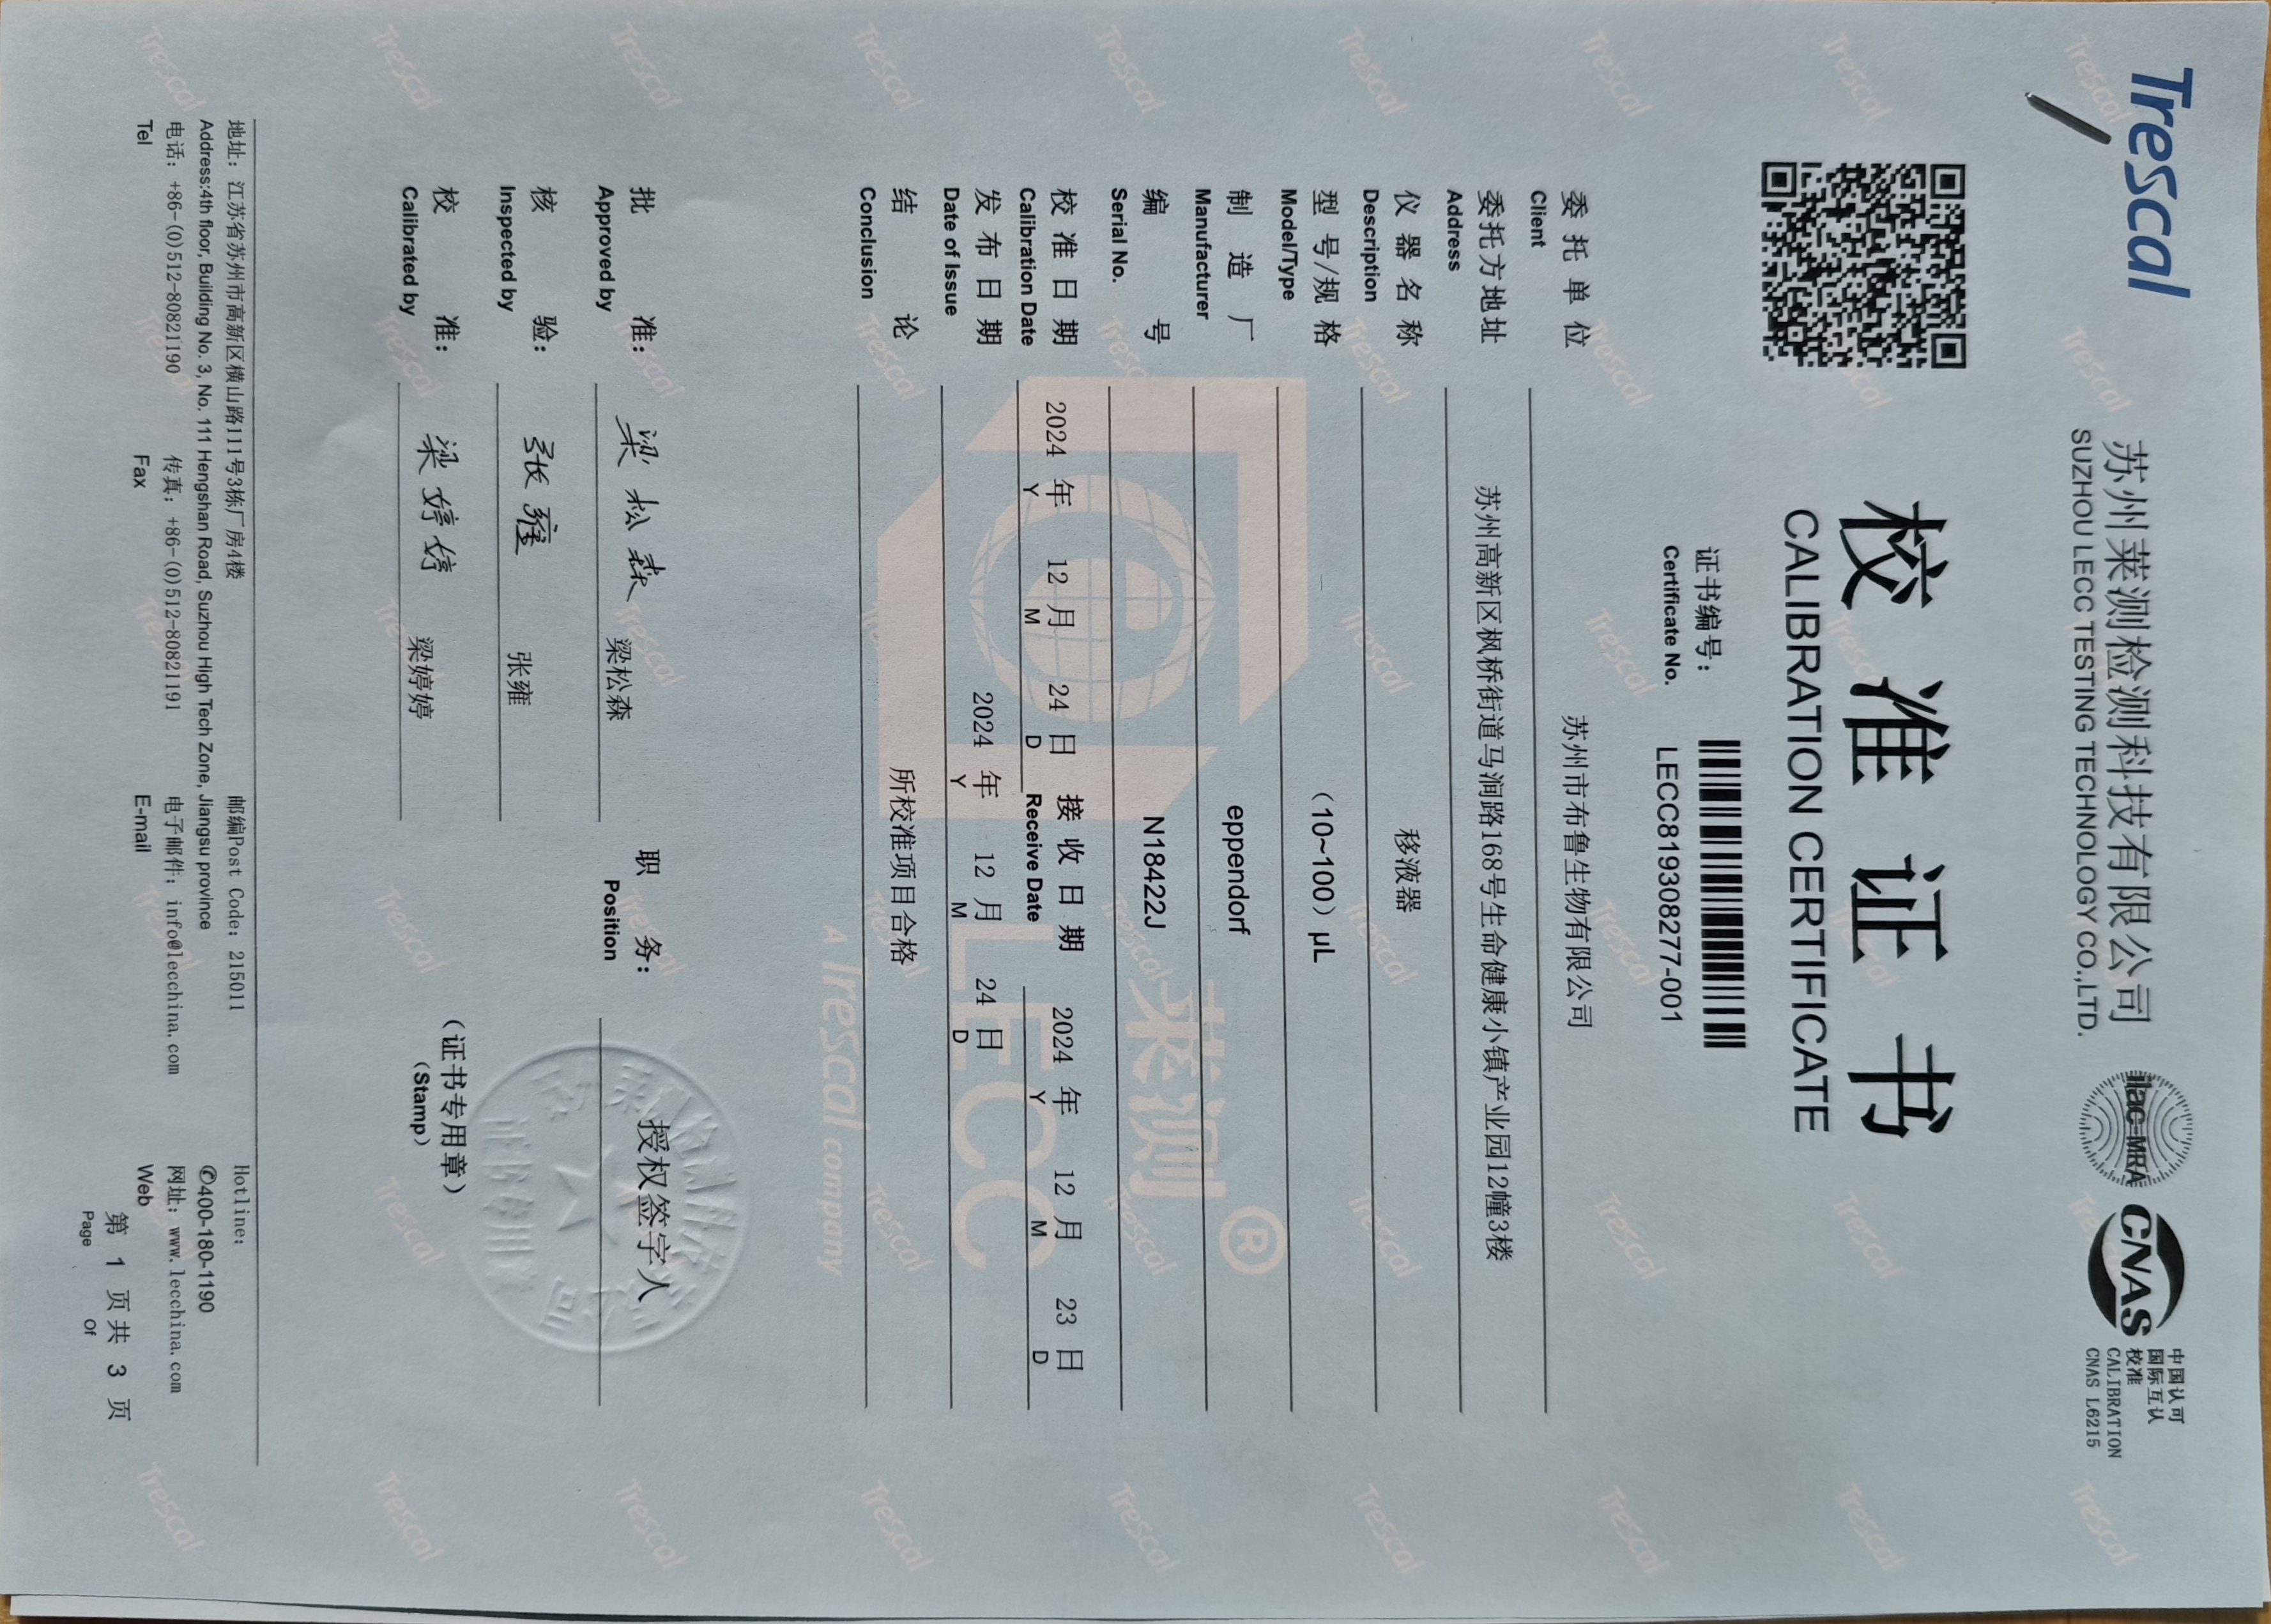 Trescal
苏州莱测检测科技有限公司
SUZHOU LECC TESTING TECHNOLOGY CO.,LTD.
ilac-MRA
CNAS
中国认可
国际互认
校准
CALIBRATION
CNAS L6215
校准证书
CALIBRATION CERTIFICATE
证书编号:
Certificate No. LECC819308277-001
委托单位 苏州市布鲁生物有限公司
Client
委托方地址 苏州高新区枫桥街道马涧路168号生命健康小镇产业园12幢3楼
Address
仪器名称 移液器
Description
型号/规格 (10~100) μL
Model/Type
制造厂 eppendorf
Manufacturer
编号 N18422J
Serial No.
校准日期 2024 年 12 月 24 日 接收日期 2024 年 12 月 23 日
Calibration Date Y M D Receive Date Y M D
发布日期 2024 年 12 月 24 日
Date of Issue Y M D
结论 所校准项目合格
Conclusion
莱测®
LECC
A Trescal company
批准: 梁松森 梁松森 职务: 授权签字人
Approved by Position
核验: 张雍 张雍
Inspected by
校准: 梁婷婷 梁婷婷 (证书专用章)
Calibrated by (Stamp)
地址: 江苏省苏州市高新区横山路111号3栋厂房4楼 邮编Post Code: 215011 Hotline:
Address:4th floor, Building No. 3, No. 111 Hengshan Road, Suzhou High Tech Zone, Jiangsu province ✆400-180-1190
电话: +86-(0)512-80821190 传真: +86-(0)512-80821191 电子邮件: info@lecchina.com 网址: www.lecchina.com
Tel Fax E-mail Web
第 1 页共 3 页
Page Of